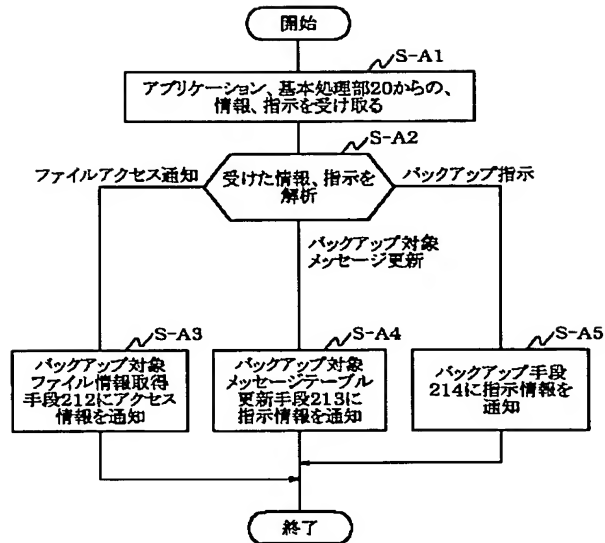 開始
S-A1
アプリケーション、基本処理部20からの、
情報、指示を受け取る
S-A2
ファイルアクセス通知
受けた情報、指示を
解析
バックアップ指示
バックアップ対象
メッセージ更新
S-A3
バックアップ対象
ファイル情報取得
手段212にアクセス
情報を通知
S-A4
バックアップ対象
メッセージテーブル
更新手段213に
指示情報を通知
S-A5
バックアップ手段
214に指示情報を
通知
終了